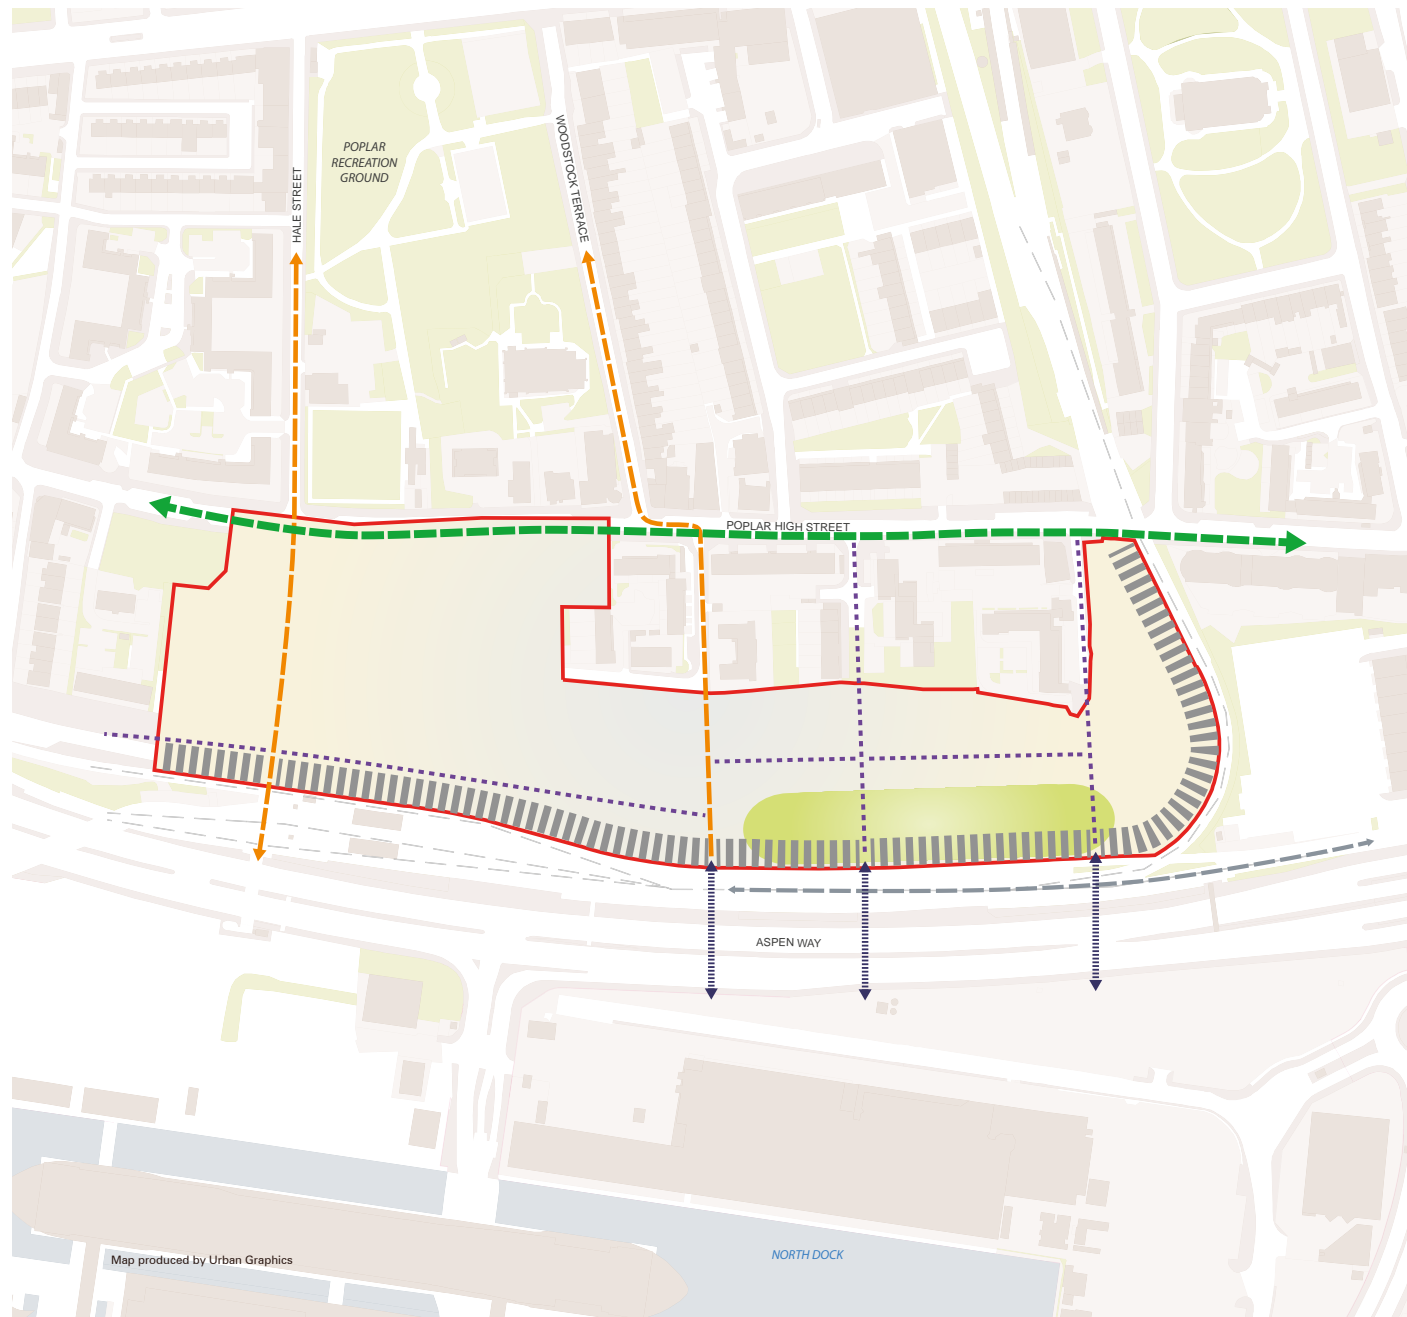 WOODSTOCK TERRACE
POPLAR
RECREATION
GROUND
HALE STREET
POPLAR HIGH STREET
ASPEN WAY
NORTH DOCK
Map produced by Urban Graphics